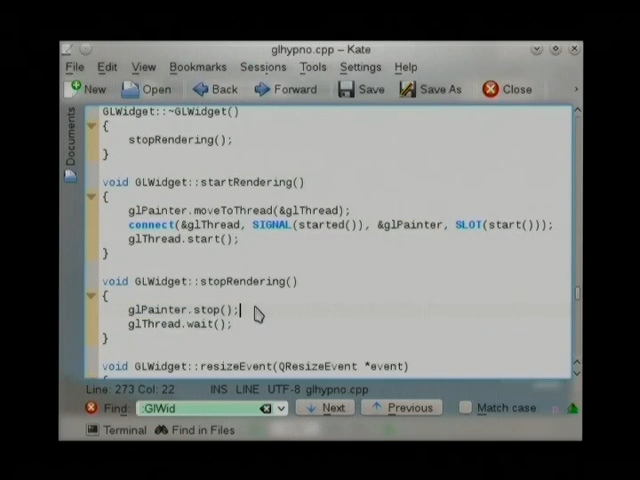 glhypno.cpp – Kate
File Edit View Bookmarks Sessions Tools Settings Help
New Open Back Forward Save Save As Close
Documents
GLWidget::~GLWidget()
{
stopRendering();
}
void GLWidget::startRendering()
{
glPainter.moveToThread(&glThread);
connect(&glThread, SIGNAL(started()), &glPainter, SLOT(start()));
glThread.start();
}
void GLWidget::stopRendering()
{
glPainter.stop();
glThread.wait();
}
void GLWidget::resizeEvent(QResizeEvent *event)
Line: 273 Col: 22 INS LINE UTF-8 glhypno.cpp
Find: :GlWid Next Previous Match case
Terminal Find in Files